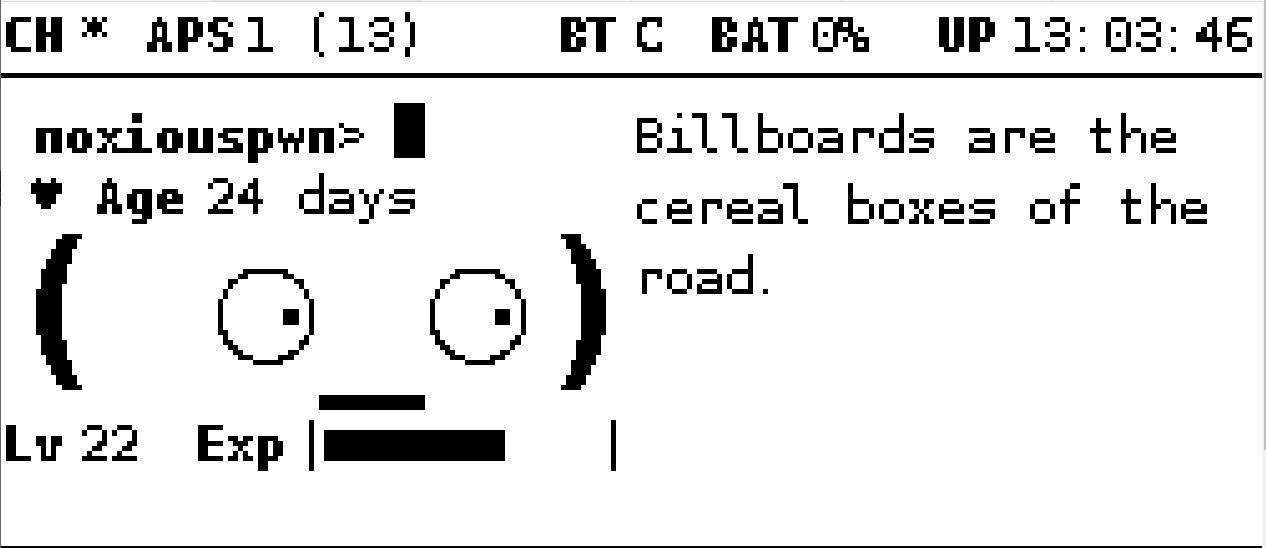 CH * APS 1 (13) BT C BAT 0% UP 13:03:46
noxiouspwn>
♥ Age 24 days
Billboards are the
cereal boxes of the
road.
Lv 22 Exp